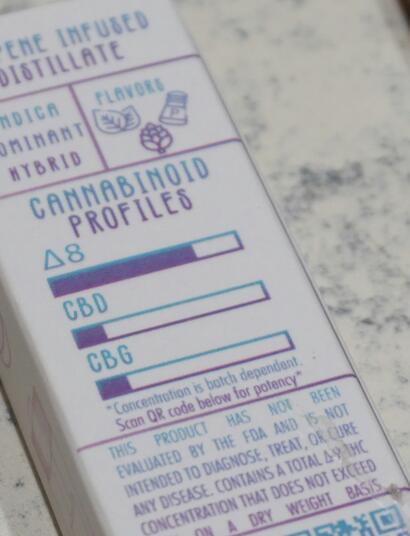 PENE INFUSED
DISTILLATE
NDICA
OMINANT
HYBRID
FLAVORS
P
CANNABINOID
PROFILES
Δ8
CBD
CBG
*Concentration is batch dependent.
Scan QR code below for potency*
THIS PRODUCT HAS NOT BEEN
EVALUATED BY THE FDA AND IS NOT
INTENDED TO DIAGNOSE, TREAT, OR CURE
ANY DISEASE. CONTAINS A TOTAL Δ-9 THC
CONCENTRATION THAT DOES NOT EXCEED
ON A DRY WEIGHT BASIS.